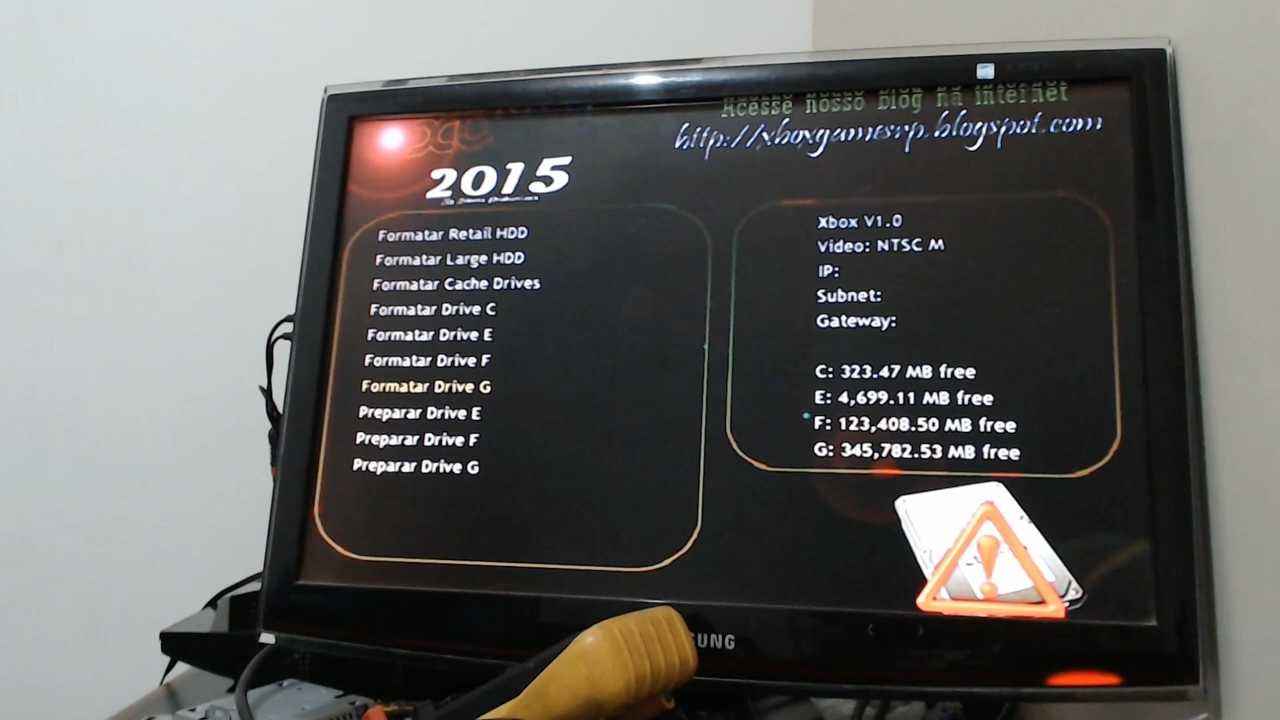 Acesse nosso blog na internet
http://xboxgamesrp.blogspot.com
2015
Formatar Retail HDD
Formatar Large HDD
Formatar Cache Drives
Formatar Drive C
Formatar Drive E
Formatar Drive F
Formatar Drive G
Preparar Drive E
Preparar Drive F
Preparar Drive G
Xbox V1.0
Video: NTSC M
IP:
Subnet:
Gateway:
C: 323.47 MB free
E: 4,699.11 MB free
F: 123,408.50 MB free
G: 345,782.53 MB free
SUNG